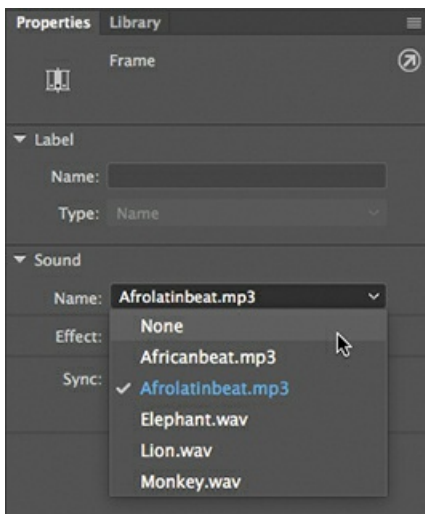 Properties Library
Frame
Label
Name:
Type: Name
Sound
Name: Afrolatinbeat.mp3
Effect:
Sync:
None
Africanbeat.mp3
Afrolatinbeat.mp3
Elephant.wav
Lion.wav
Monkey.wav